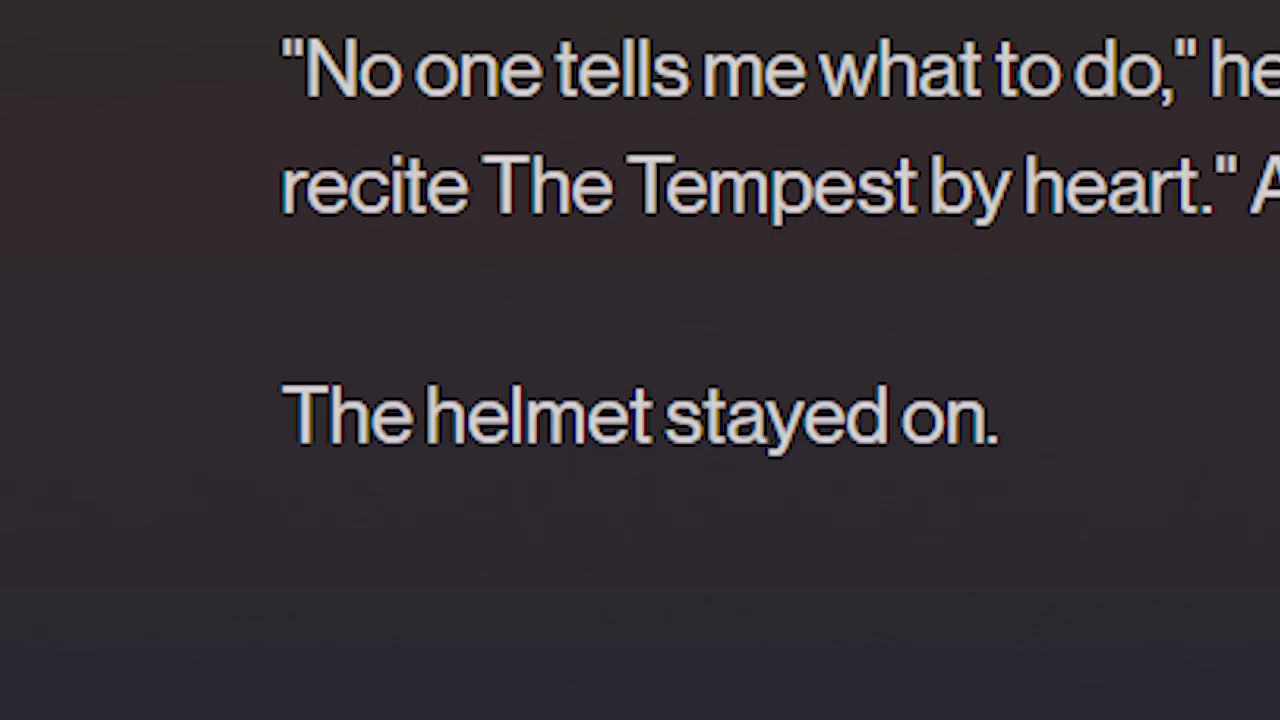 "No one tells me what to do," he
recite The Tempest by heart." A
The helmet stayed on.